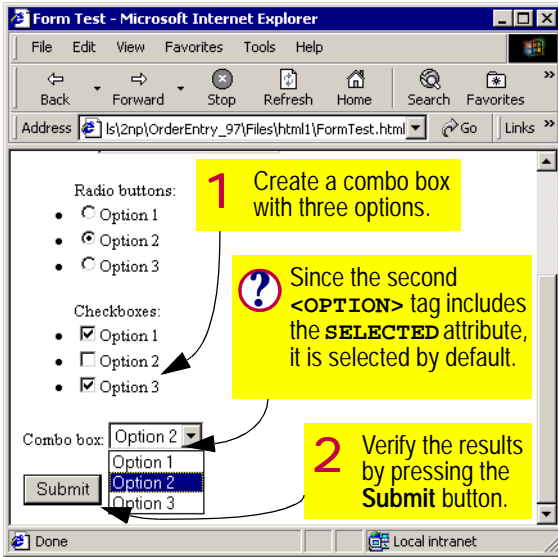 Form Test - Microsoft Internet Explorer
File Edit View Favorites Tools Help
Back Forward Stop Refresh Home Search Favorites »
Address ls\2np\OrderEntry_97\Files\html1\FormTest.html Go Links »
Radio buttons:
• Option 1
• Option 2
• Option 3
1 Create a combo box
with three options.
? Since the second
<OPTION> tag includes
the SELECTED attribute,
it is selected by default.
Checkboxes:
• Option 1
• Option 2
• Option 3
Combo box: Option 2
Option 1
Option 2
Option 3
Submit
2 Verify the results
by pressing the
Submit button.
Done Local intranet